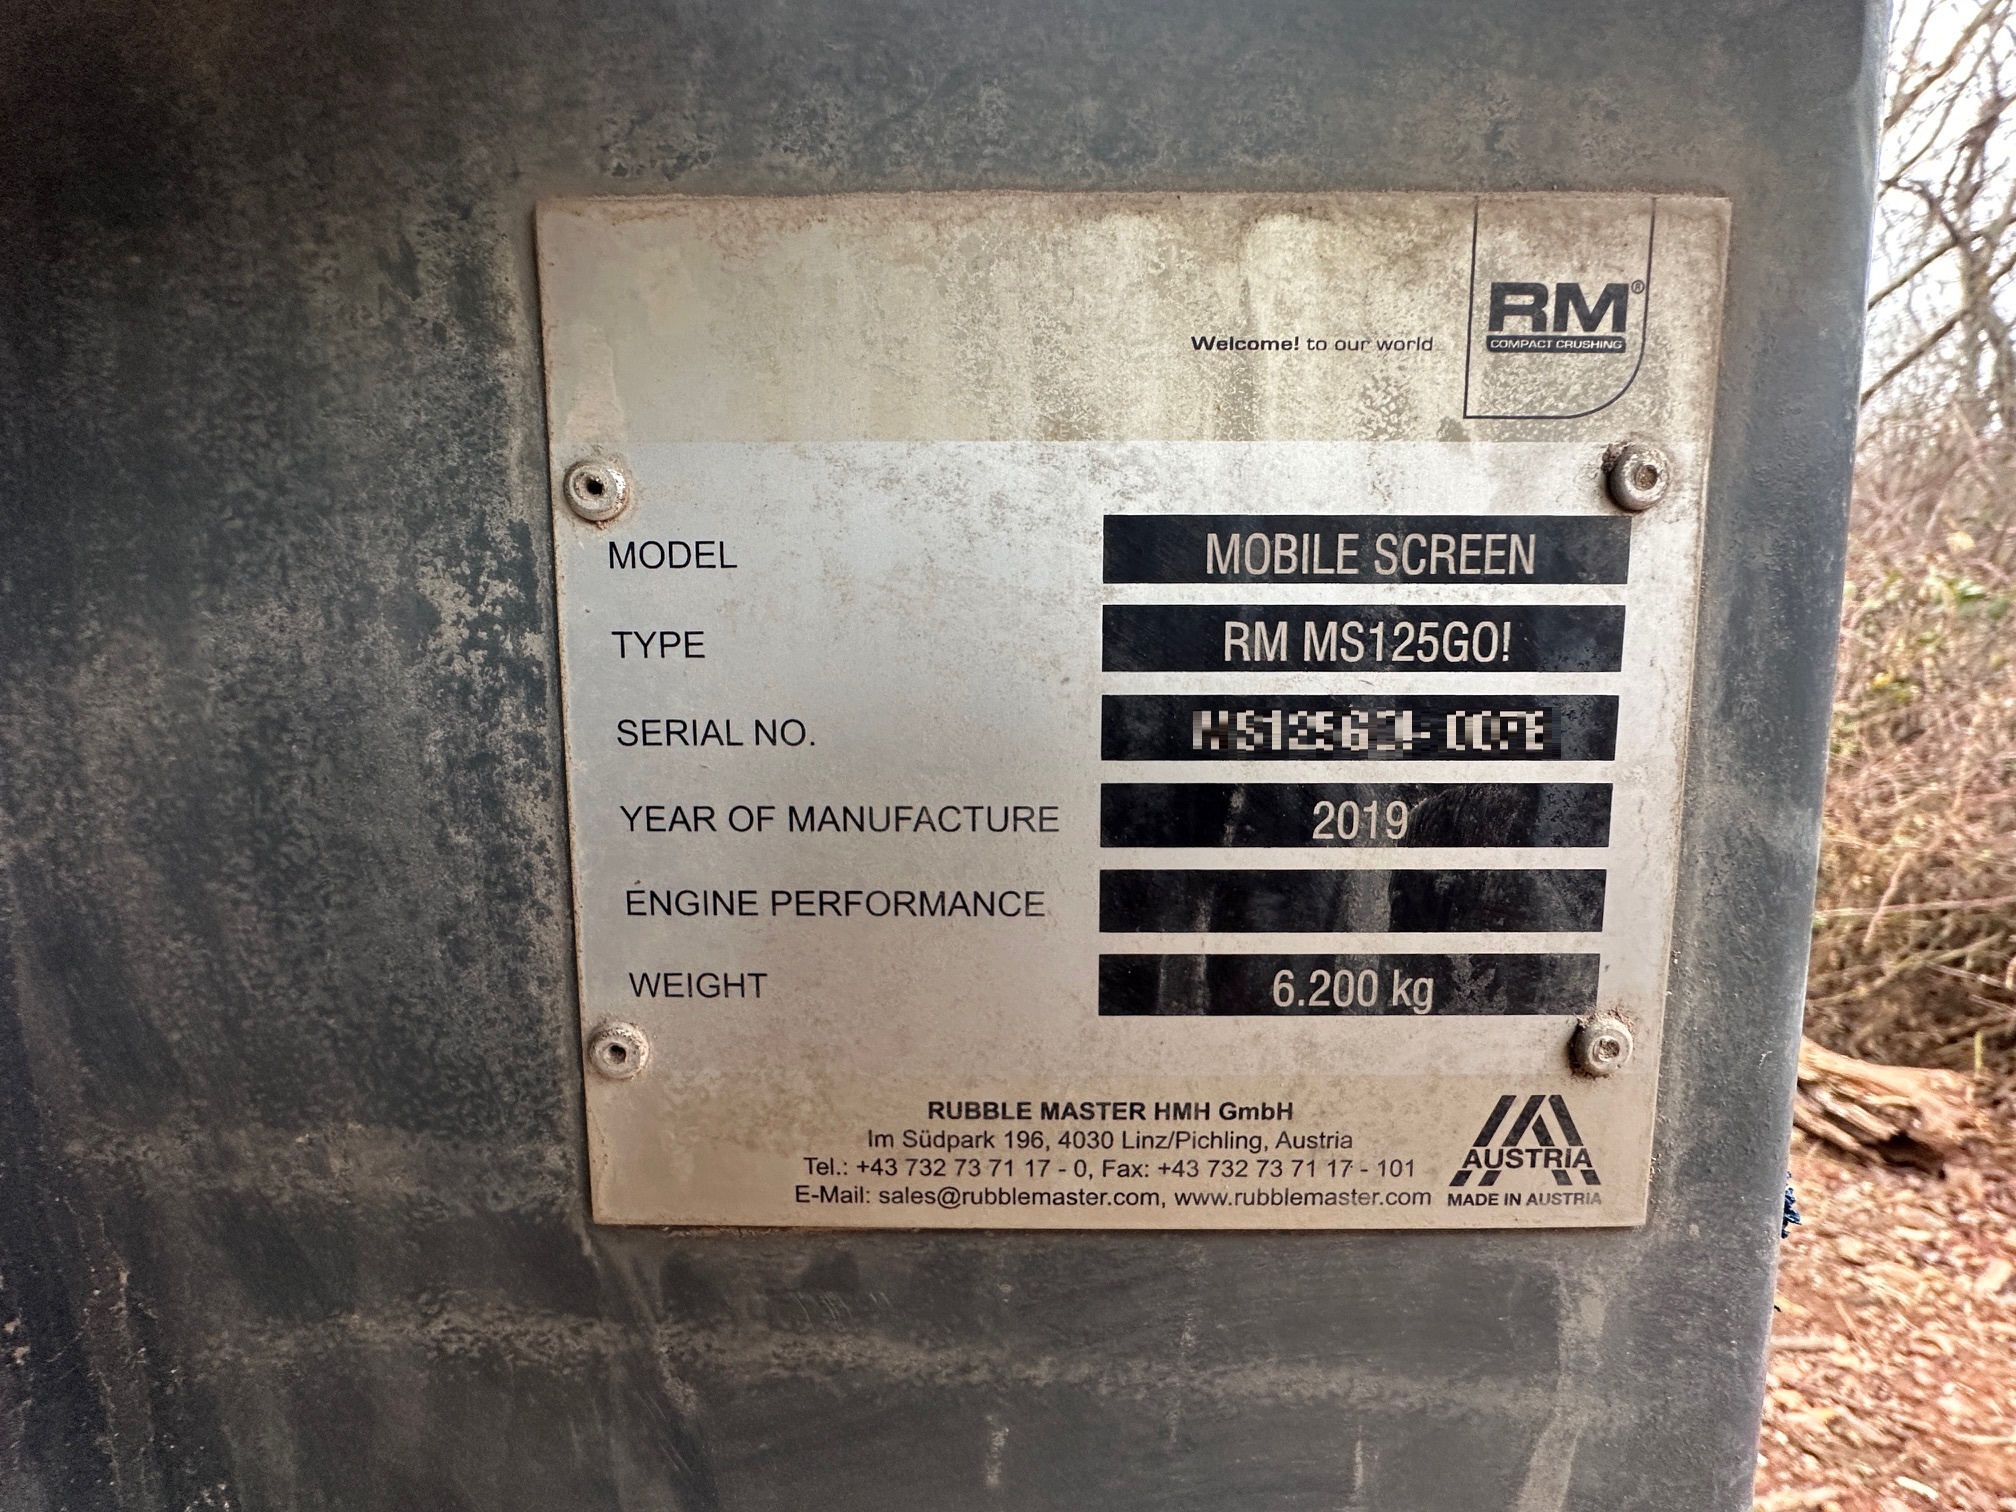 RM®
COMPACT CRUSHING
Welcome! to our world
MODEL MOBILE SCREEN
TYPE RM MS125GO!
SERIAL NO.
YEAR OF MANUFACTURE 2019
ENGINE PERFORMANCE
WEIGHT 6.200 kg
RUBBLE MASTER HMH GmbH
Im Südpark 196, 4030 Linz/Pichling, Austria
Tel.: +43 732 73 71 17 - 0, Fax: +43 732 73 71 17 - 101
E-Mail: sales@rubblemaster.com, www.rubblemaster.com
AUSTRIA
MADE IN AUSTRIA